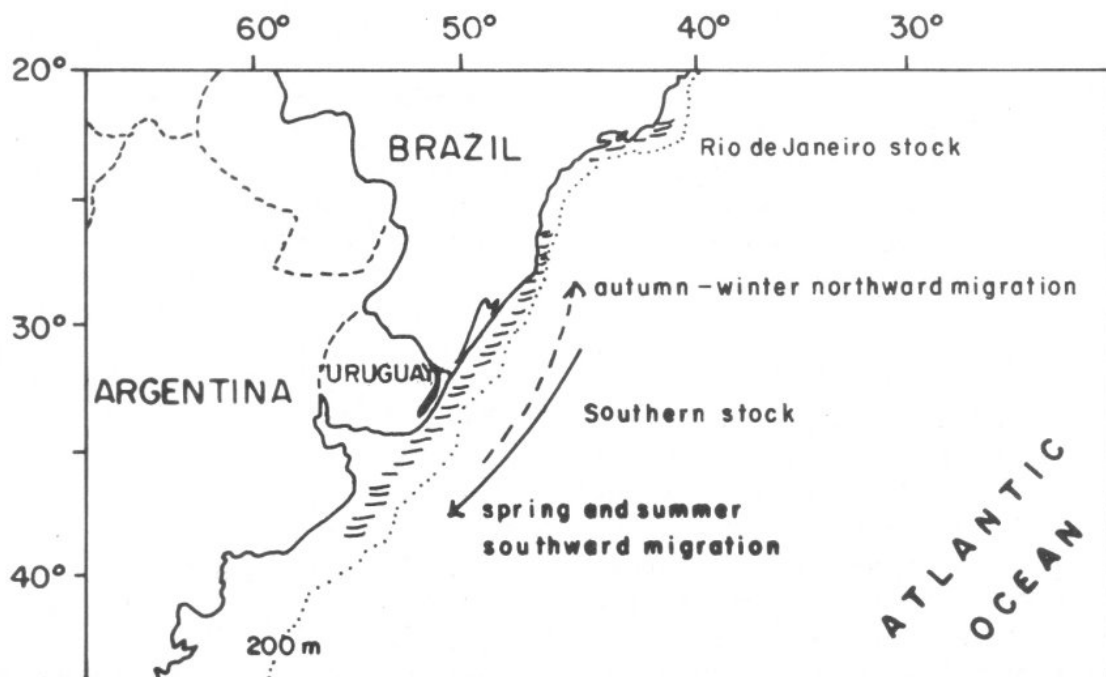 60° 50° 40° 30°
20°
BRAZIL
Rio de Janeiro stock
autumn – winter northward migration
30°
URUGUAY
ARGENTINA
Southern stock
spring and summer
southward migration
40°
200 m
ATLANTIC
OCEAN